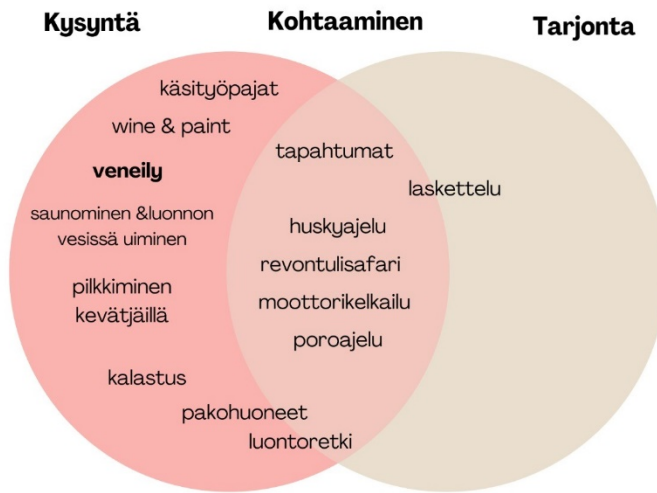 Kysyntä
Kohtaaminen
Tarjonta
käsityöpajat
wine & paint
veneily
saunominen &luonnon
vesissä uiminen
pilkkiminen
kevätjäillä
kalastus
pakohuoneet
luontoretki
tapahtumat
huskyajelu
revontulisafari
moottorikelkailu
poroajelu
laskettelu